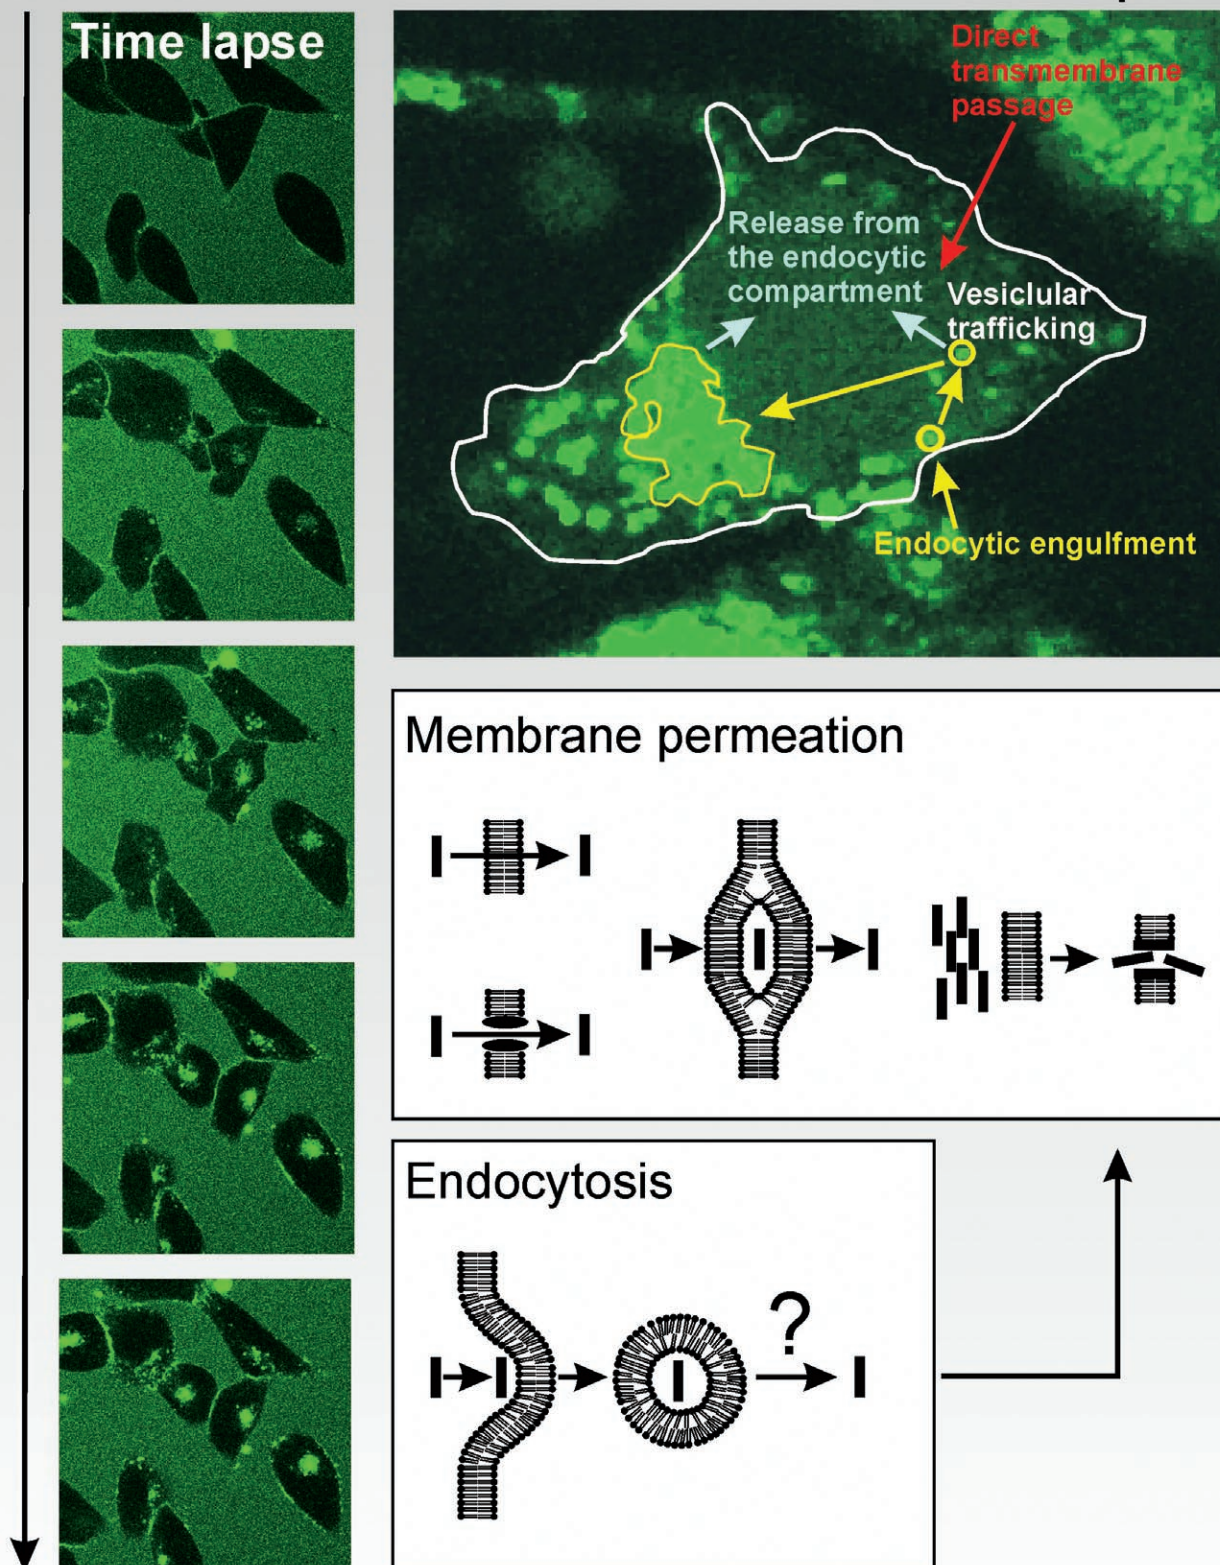 Time lapse
Direct
transmembrane
passage
Release from
the endocytic
compartment
Vesiclular
trafficking
Endocytic engulfment
Membrane permeation
Endocytosis
?